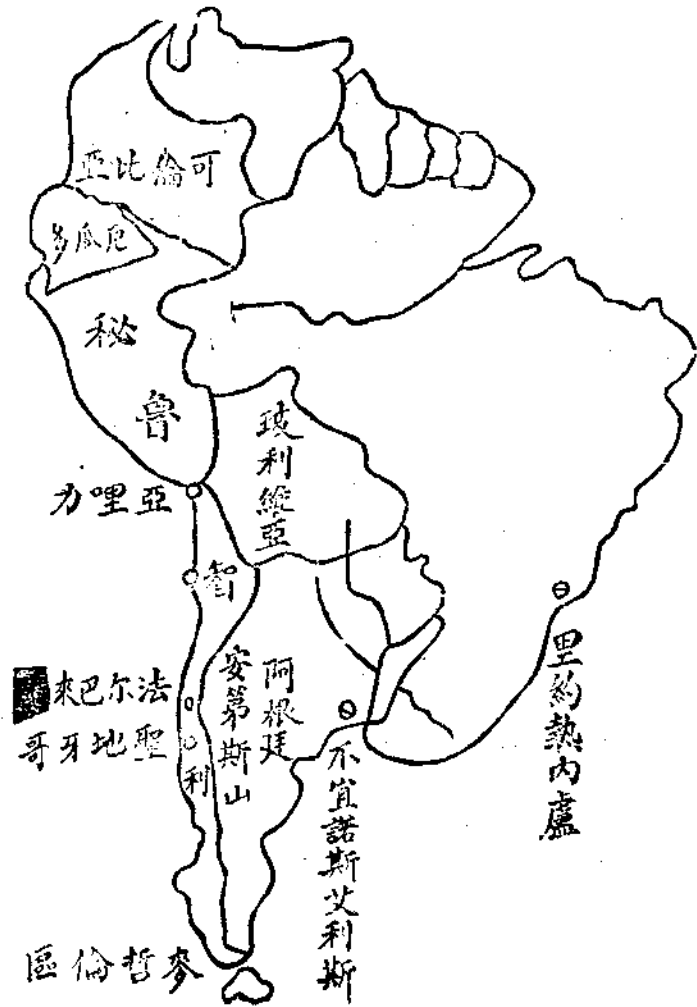 可倫比亞
厄瓜多
秘
魯
玻利維亞
亞哩
智
利
法尔巴來
聖地牙哥
安第斯山
阿根廷
不宜諾斯艾利斯
里約熱內盧
麥哲倫區